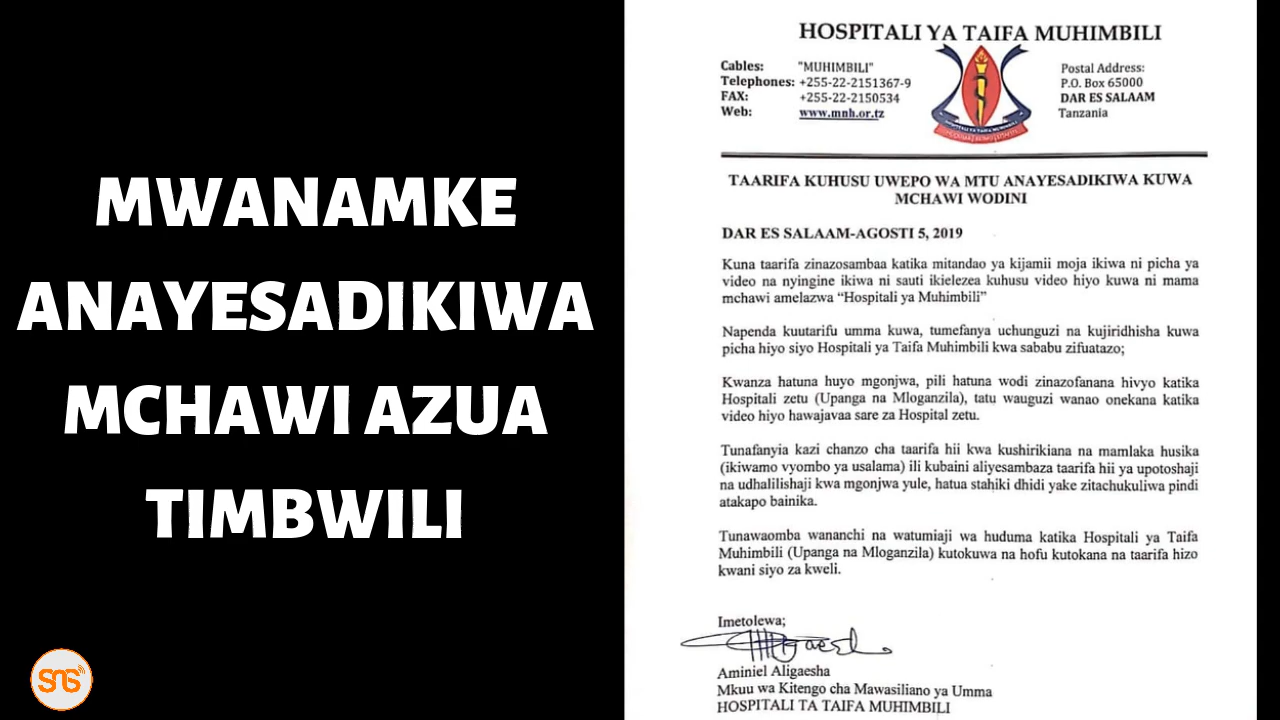 MWANAMKE
ANAYESADIKIWA
MCHAWI AZUA
TIMBWILI
SNS
HOSPITALI YA TAIFA MUHIMBILI
Cables: "MUHIMBILI"
Telephones: +255-22-2151367-9
FAX: +255-22-2150534
Web: www.mnh.or.tz
Postal Address:
P.O. Box 65000
DAR ES SALAAM
Tanzania
HOSPITALI YA TAIFA MUHIMBILI
TAARIFA KUHUSU UWEPO WA MTU ANAYESADIKIWA KUWA
MCHAWI WODINI
DAR ES SALAAM-AGOSTI 5, 2019
Kuna taarifa zinazosambaa katika mitandao ya kijamii moja ikiwa ni picha ya
video na nyingine ikiwa ni sauti ikielezea kuhusu video hiyo kuwa ni mama
mchawi amelazwa “Hospitali ya Muhimbili”
Napenda kuutarifu umma kuwa, tumefanya uchunguzi na kujiridhisha kuwa
picha hiyo siyo Hospitali ya Taifa Muhimbili kwa sababu zifuatazo;
Kwanza hatuna huyo mgonjwa, pili hatuna wodi zinazofanana hivyo katika
Hospitali zetu (Upanga na Mloganzila), tatu wauguzi wanao onekana katika
video hiyo hawajavaa sare za Hospital zetu.
Tunafanyia kazi chanzo cha taarifa hii kwa kushirikiana na mamlaka husika
(ikiwamo vyombo ya usalama) ili kubaini aliyesambaza taarifa hii ya upotoshaji
na udhalilishaji kwa mgonjwa yule, hatua stahiki dhidi yake zitachukuliwa pindi
atakapo bainika.
Tunawaomba wananchi na watumiaji wa huduma katika Hospitali ya Taifa
Muhimbili (Upanga na Mloganzila) kutokuwa na hofu kutokana na taarifa hizo
kwani siyo za kweli.
Imetolewa;
Aminiel Aligaesha
Mkuu wa Kitengo cha Mawasiliano ya Umma
HOSPITALI TA TAIFA MUHIMBILI